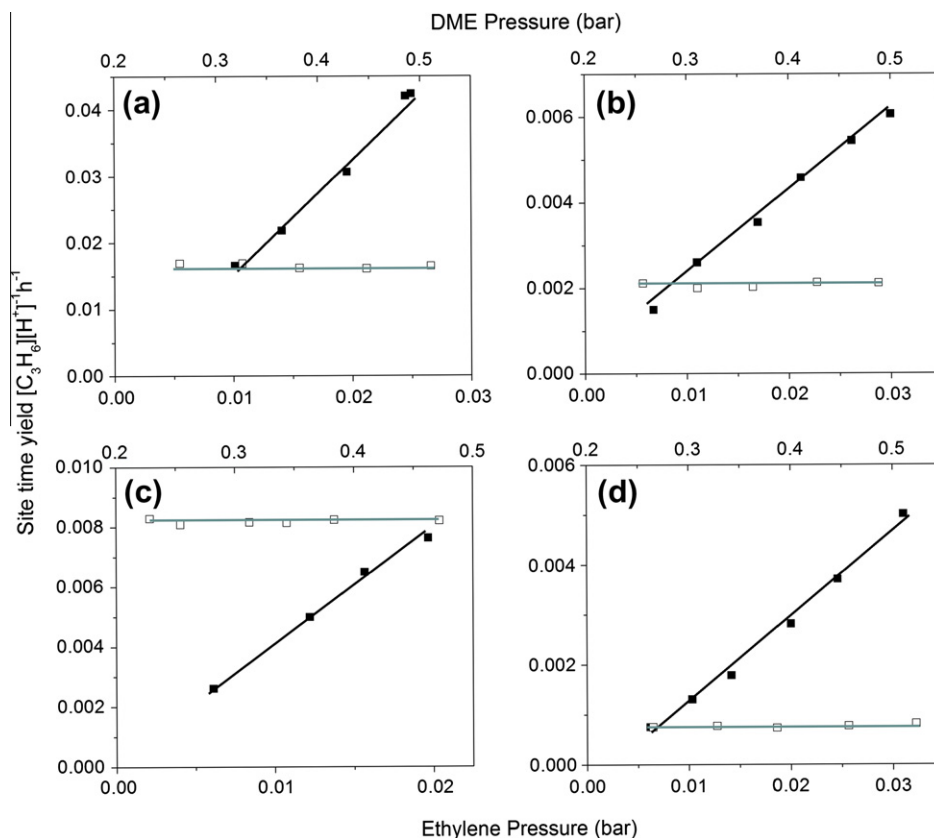 DME Pressure (bar)
0.2 0.3 0.4 0.5
0.2 0.3 0.4 0.5
(a)
0.04
0.03
0.02
0.01
0.00
0.00 0.01 0.02 0.03
(b)
0.006
0.004
0.002
0.000
0.00 0.01 0.02 0.03
Site time yield [C₃H₆][H⁺]⁻¹h⁻¹
0.2 0.3 0.4 0.5
0.2 0.3 0.4 0.5
(c)
0.010
0.008
0.006
0.004
0.002
0.000
0.00 0.01 0.02
(d)
0.006
0.004
0.002
0.000
0.00 0.01 0.02 0.03
Ethylene Pressure (bar)